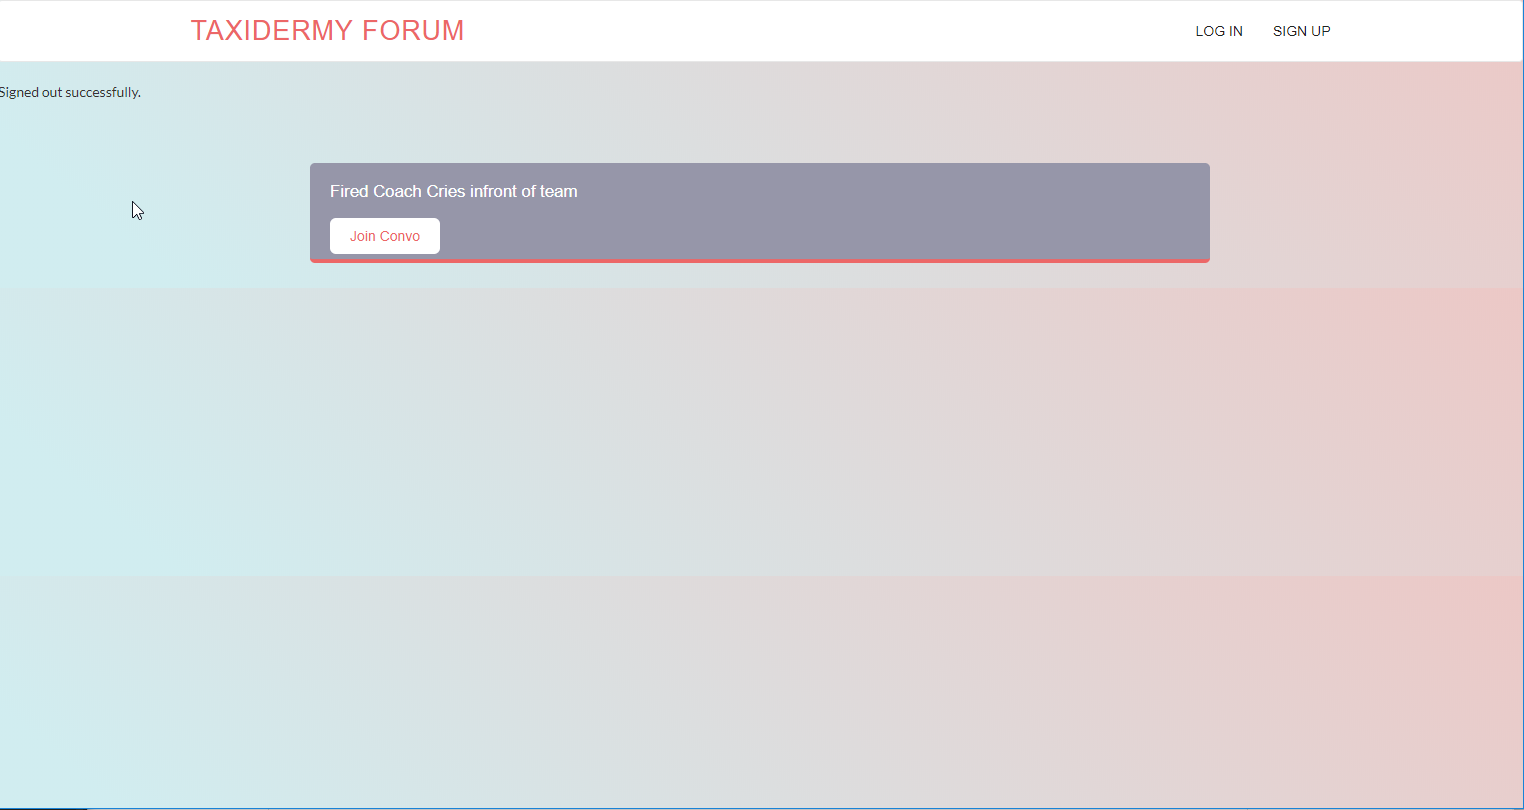 TAXIDERMY FORUM
LOG IN SIGN UP
Signed out successfully.
Fired Coach Cries infront of team
Join Convo